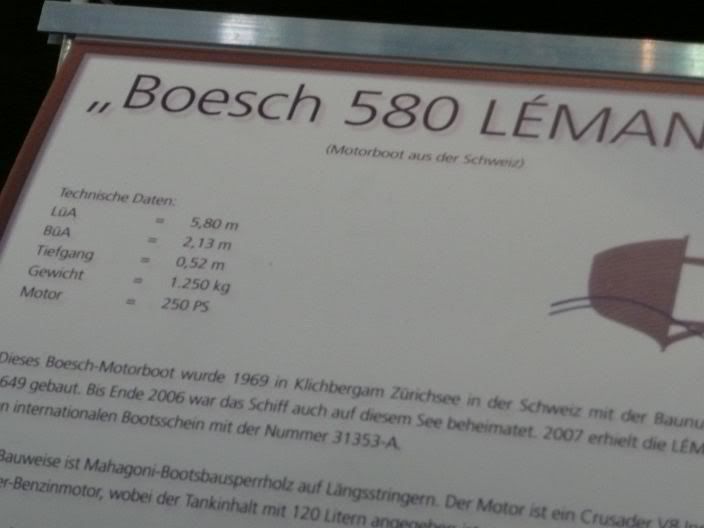 „Boesch 580 LÉMAN
(Motorboot aus der Schweiz)
Technische Daten:
LüA = 5,80 m
BüA = 2,13 m
Tiefgang = 0,52 m
Gewicht = 1.250 kg
Motor = 250 PS
Dieses Boesch-Motorboot wurde 1969 in Klichbergam Zürichsee in der Schweiz mit der Baunu
649 gebaut. Bis Ende 2006 war das Schiff auch auf diesem See beheimatet. 2007 erhielt die LÉM
n internationalen Bootsschein mit der Nummer 31353-A.
Bauweise ist Mahagoni-Bootsbausperrholz auf Längsstringern. Der Motor ist ein Crusader V8
er-Benzinmotor, wobei der Tankinhalt mit 120 Litern angegeben